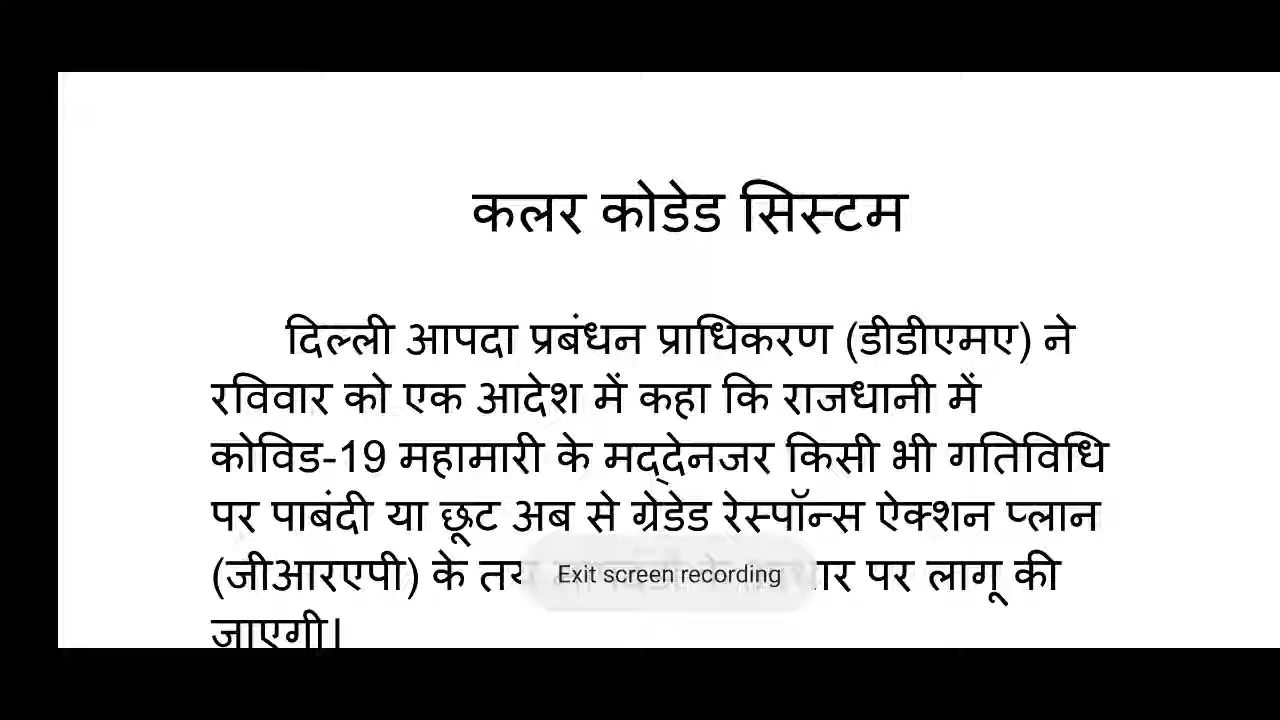 कलर कोडेड सिस्टम
दिल्ली आपदा प्रबंधन प्राधिकरण (डीडीएमए) ने
रविवार को एक आदेश में कहा कि राजधानी में
कोविड-19 महामारी के मद्देनजर किसी भी गतिविधि
पर पाबंदी या छूट अब से ग्रेडेड रेस्पॉन्स ऐक्शन प्लान
(जीआरएपी) के पर लागू की
Exit screen recording
जाएगी।